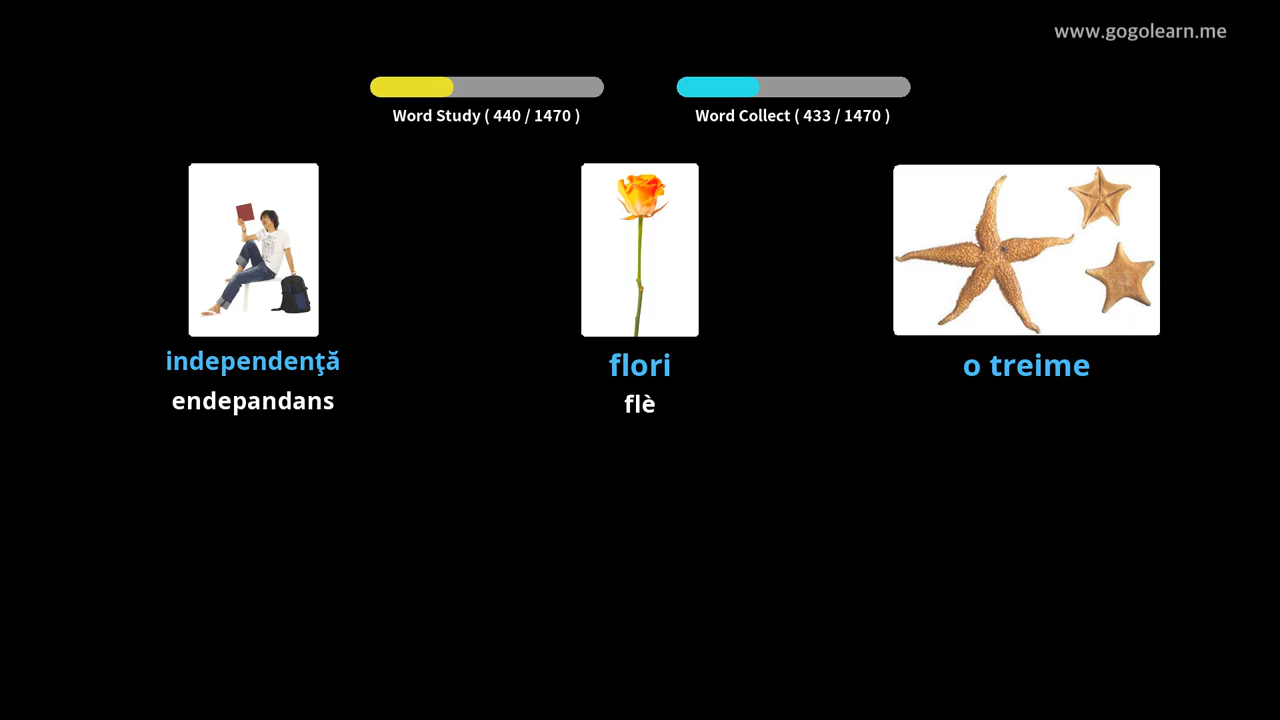 www.gogolearn.me
Word Study ( 440 / 1470 )
Word Collect ( 433 / 1470 )
independenţă
flori
o treime
endepandans
flè